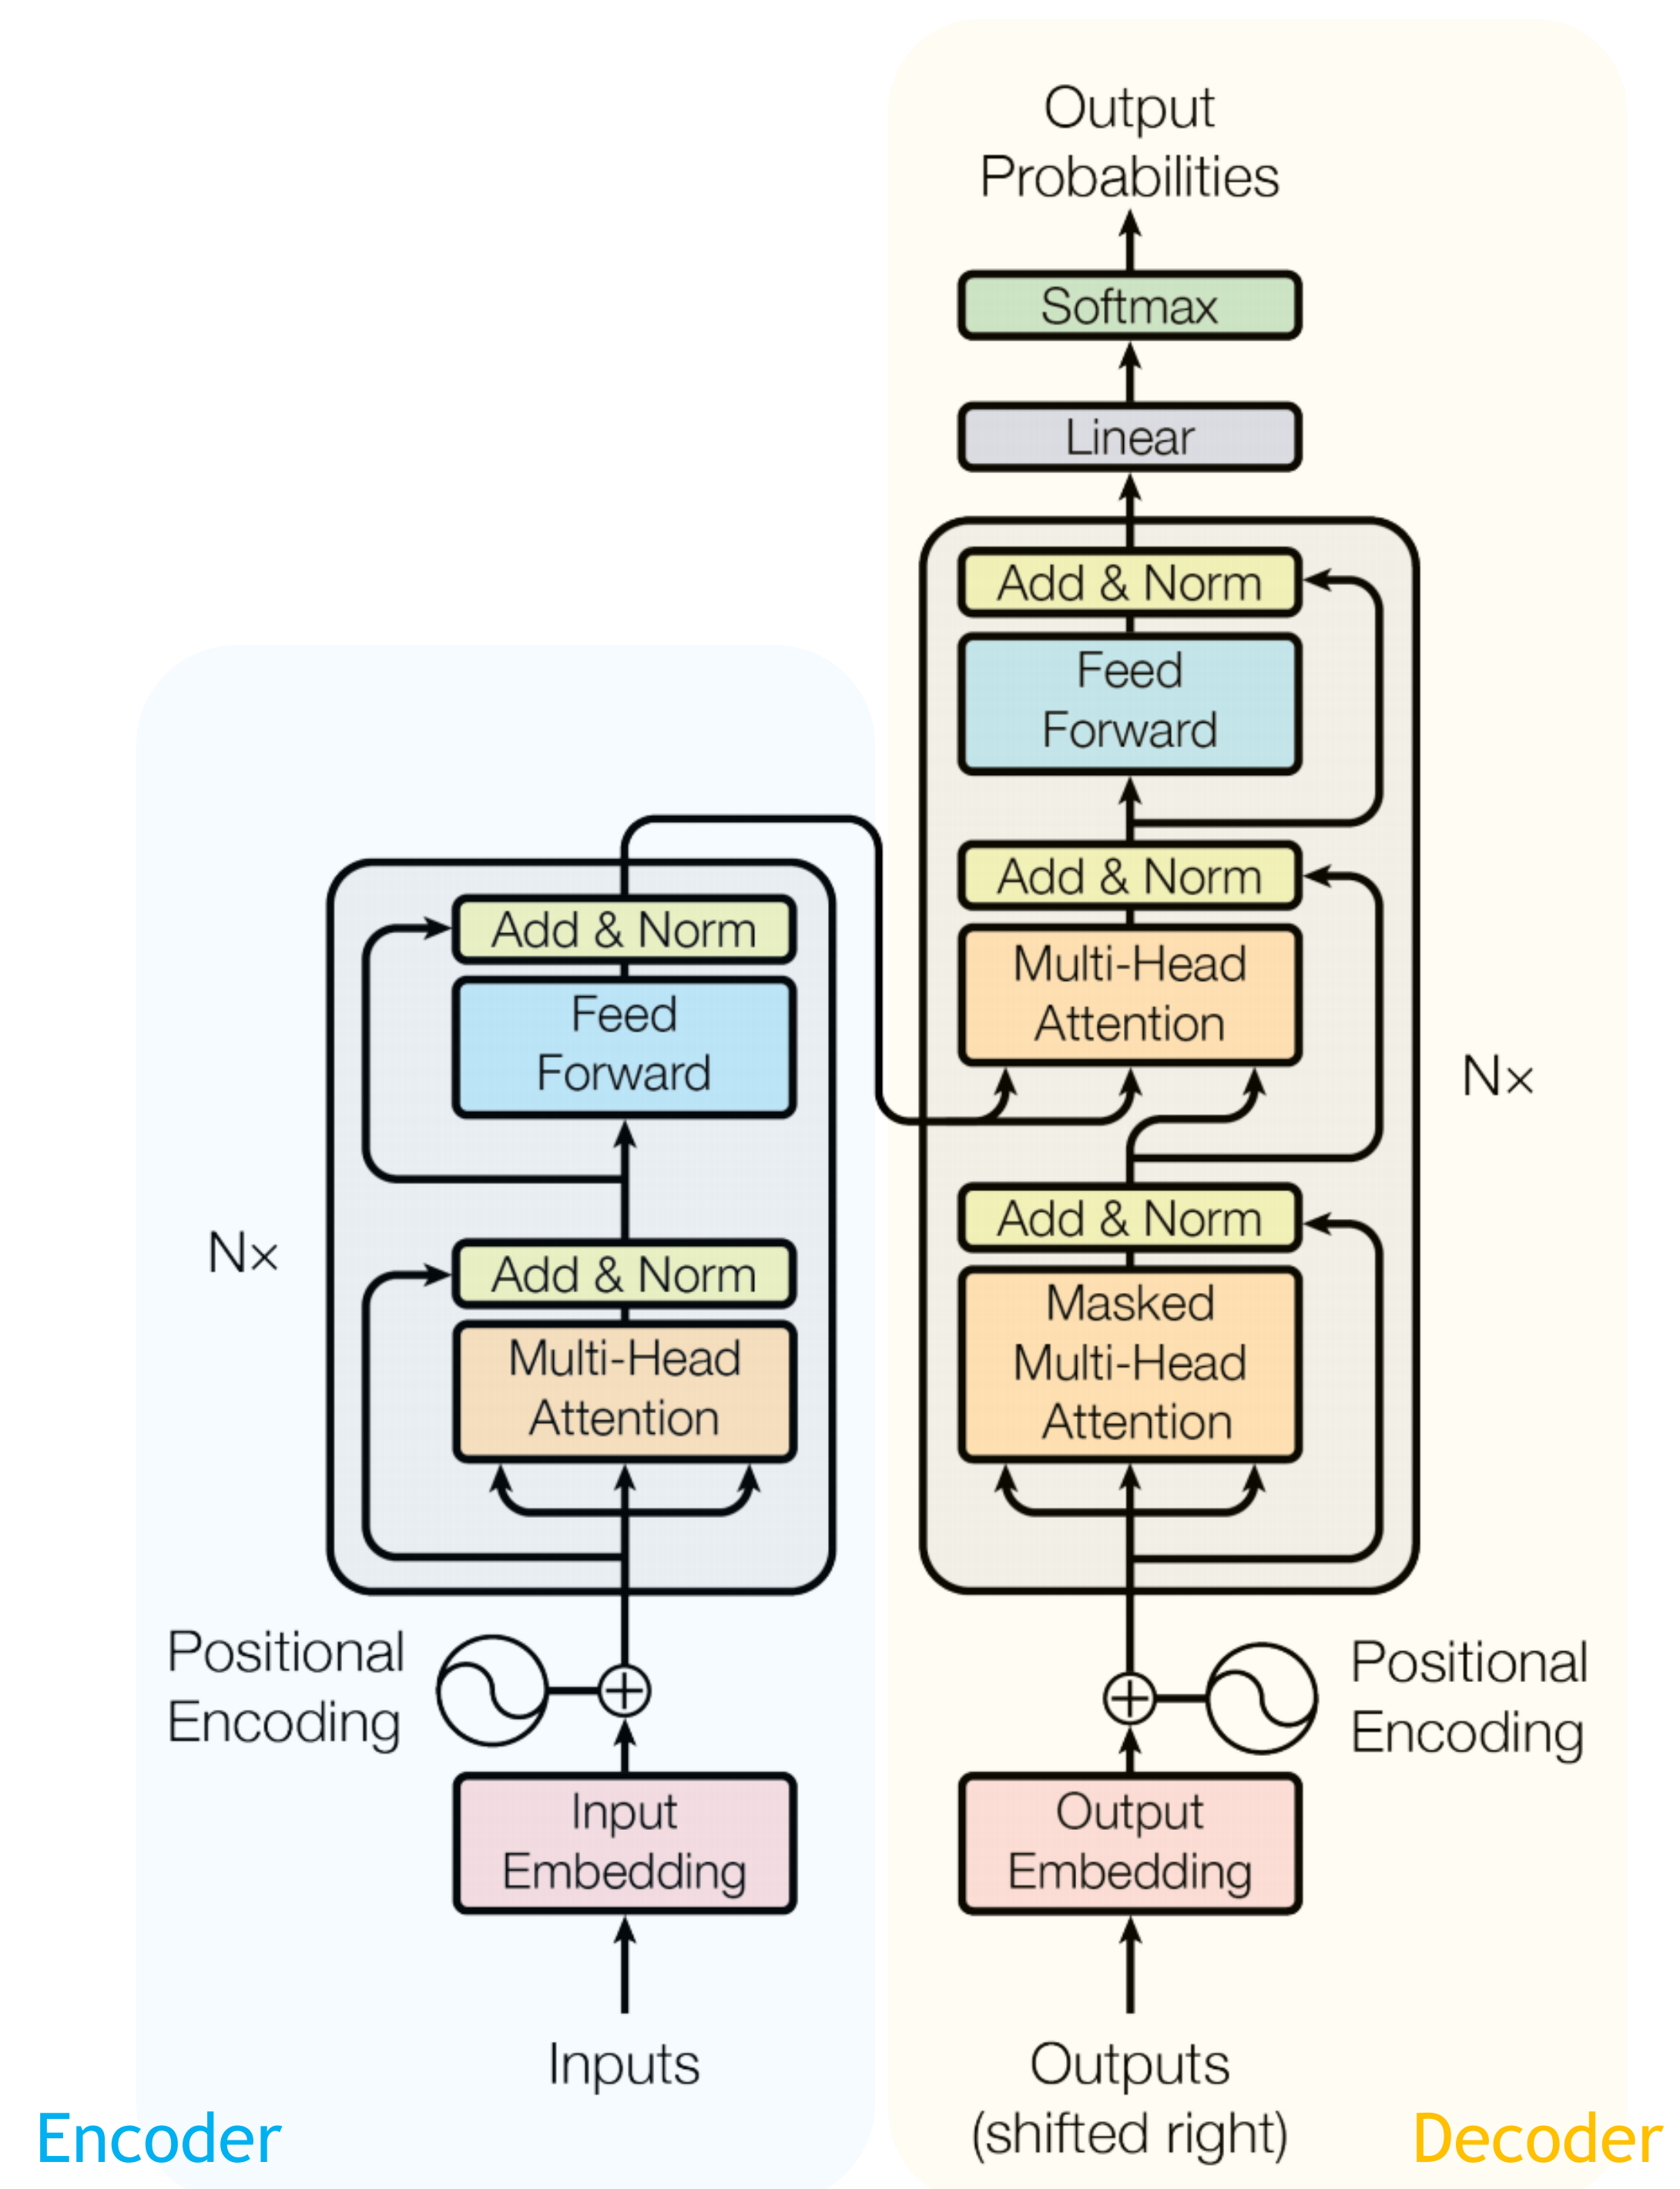 Output
Probabilities
Softmax
Linear
Add & Norm
Feed
Forward
Add & Norm
Multi-Head
Attention
N×
Add & Norm
Masked
Multi-Head
Attention
Positional
Encoding
Output
Embedding
Outputs
(shifted right)
Decoder
Add & Norm
Feed
Forward
N×
Add & Norm
Multi-Head
Attention
Positional
Encoding
Input
Embedding
Inputs
Encoder